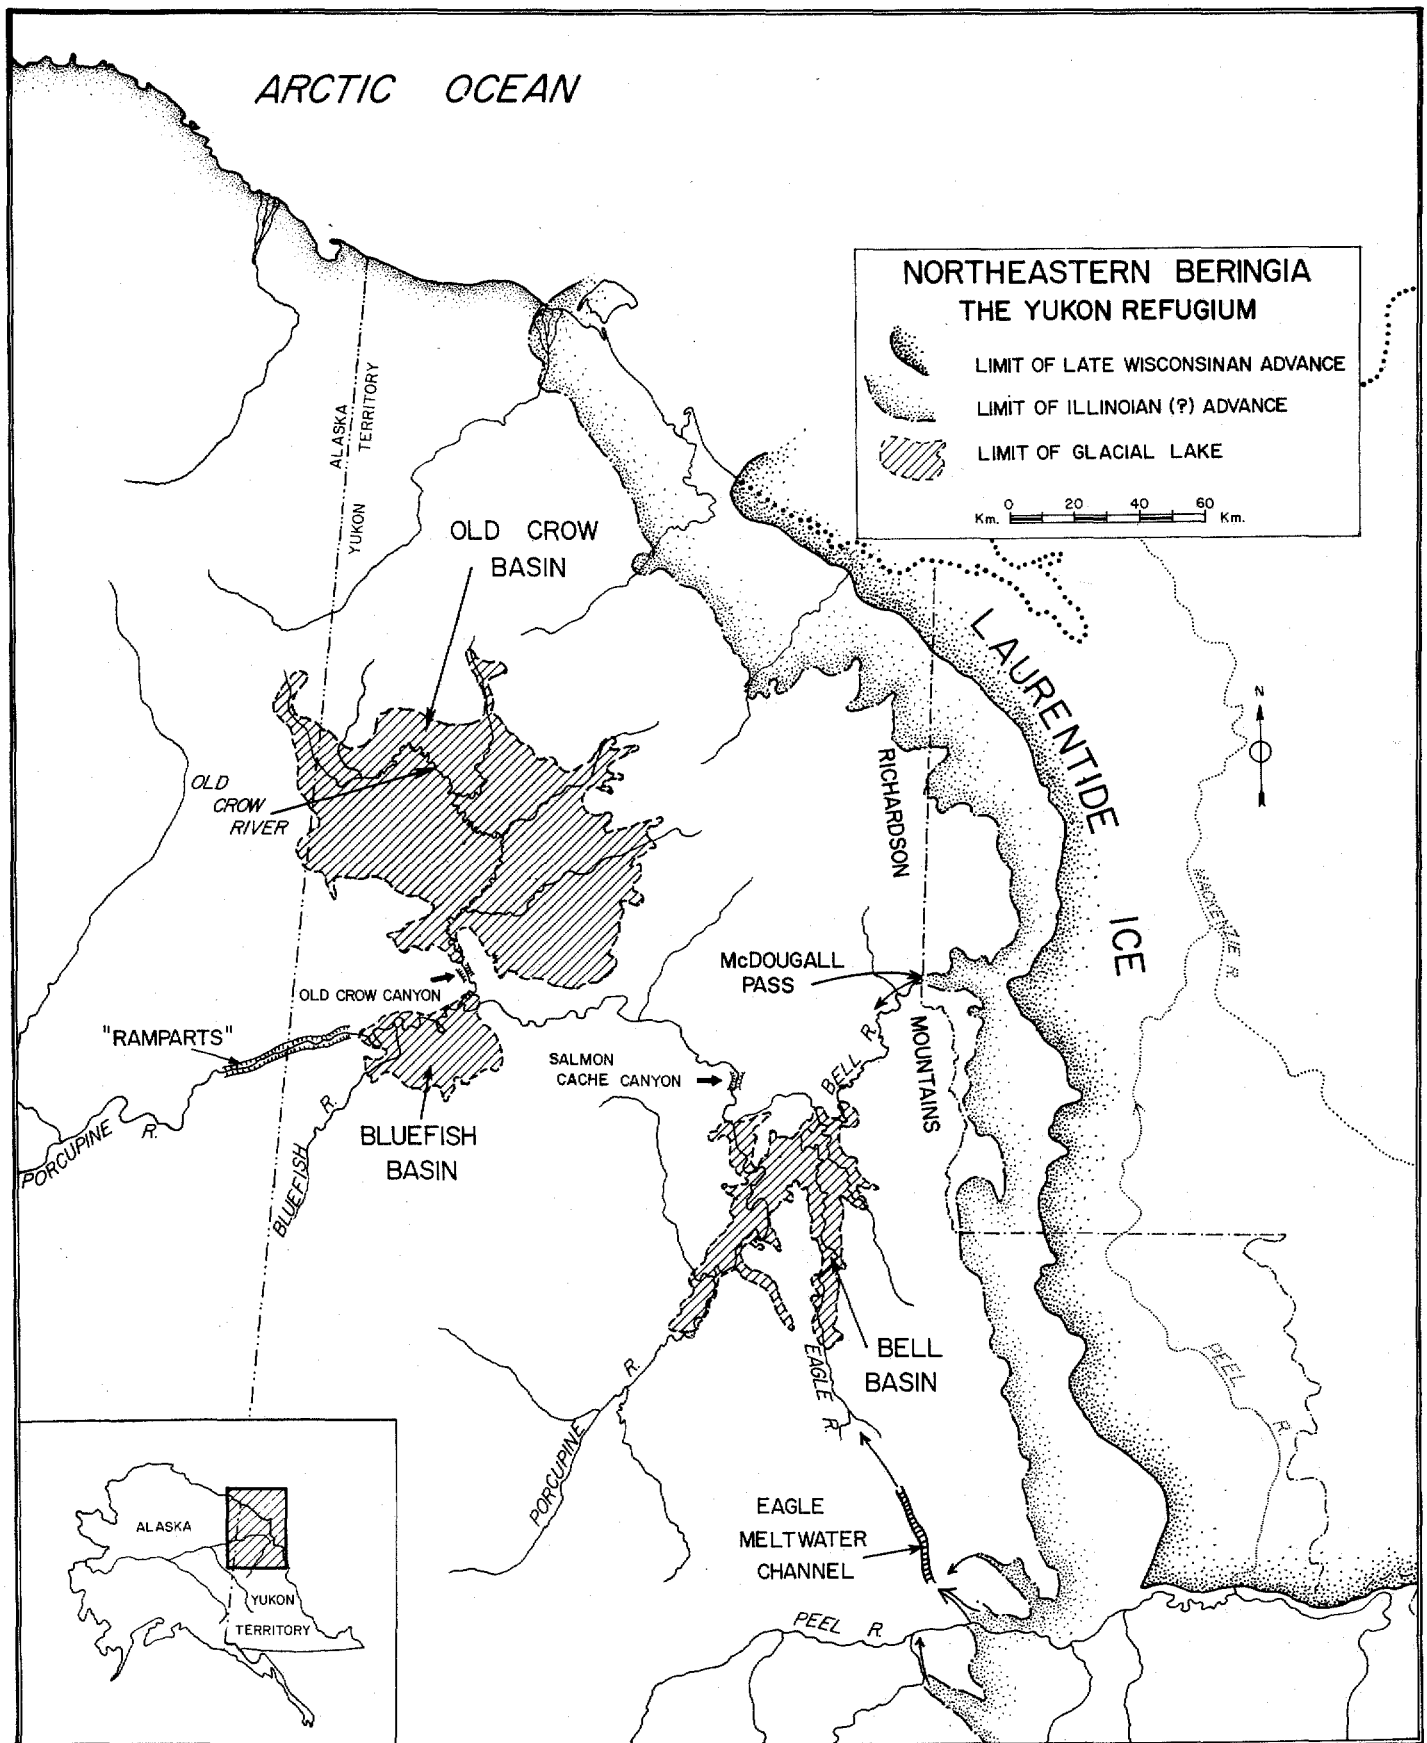 ARCTIC OCEAN
NORTHEASTERN BERINGIA
THE YUKON REFUGIUM
LIMIT OF LATE WISCONSINAN ADVANCE
LIMIT OF ILLINOIAN (?) ADVANCE
LIMIT OF GLACIAL LAKE
0 20 40 60
Km. Km.
ALASKA
TERRITORY
YUKON
OLD CROW
BASIN
LAURENTIDE
ICE
N
OLD
CROW
RIVER
RICHARDSON
MOUNTAINS
MACKENZIE R.
McDOUGALL
PASS
OLD CROW CANYON
"RAMPARTS"
SALMON
CACHE CANYON
BELL R.
PORCUPINE R.
BLUEFISH R.
BLUEFISH
BASIN
BELL
BASIN
EAGLE R.
PEEL R.
PORCUPINE R.
EAGLE
MELTWATER
CHANNEL
PEEL R.
ALASKA
YUKON
TERRITORY